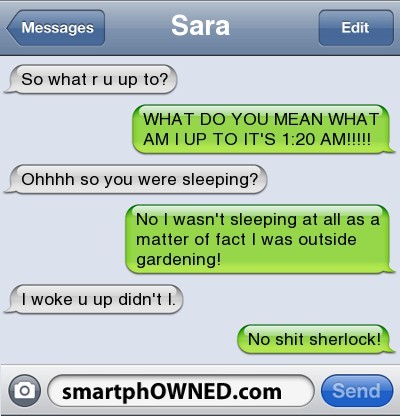 Messages
Sara
Edit
So what r u up to?
WHAT DO YOU MEAN WHAT
AM I UP TO IT'S 1:20 AM!!!!!
Ohhhh so you were sleeping?
No I wasn't sleeping at all as a
matter of fact I was outside
gardening!
I woke u up didn't I.
No shit sherlock!
smartphOWNED.com
Send